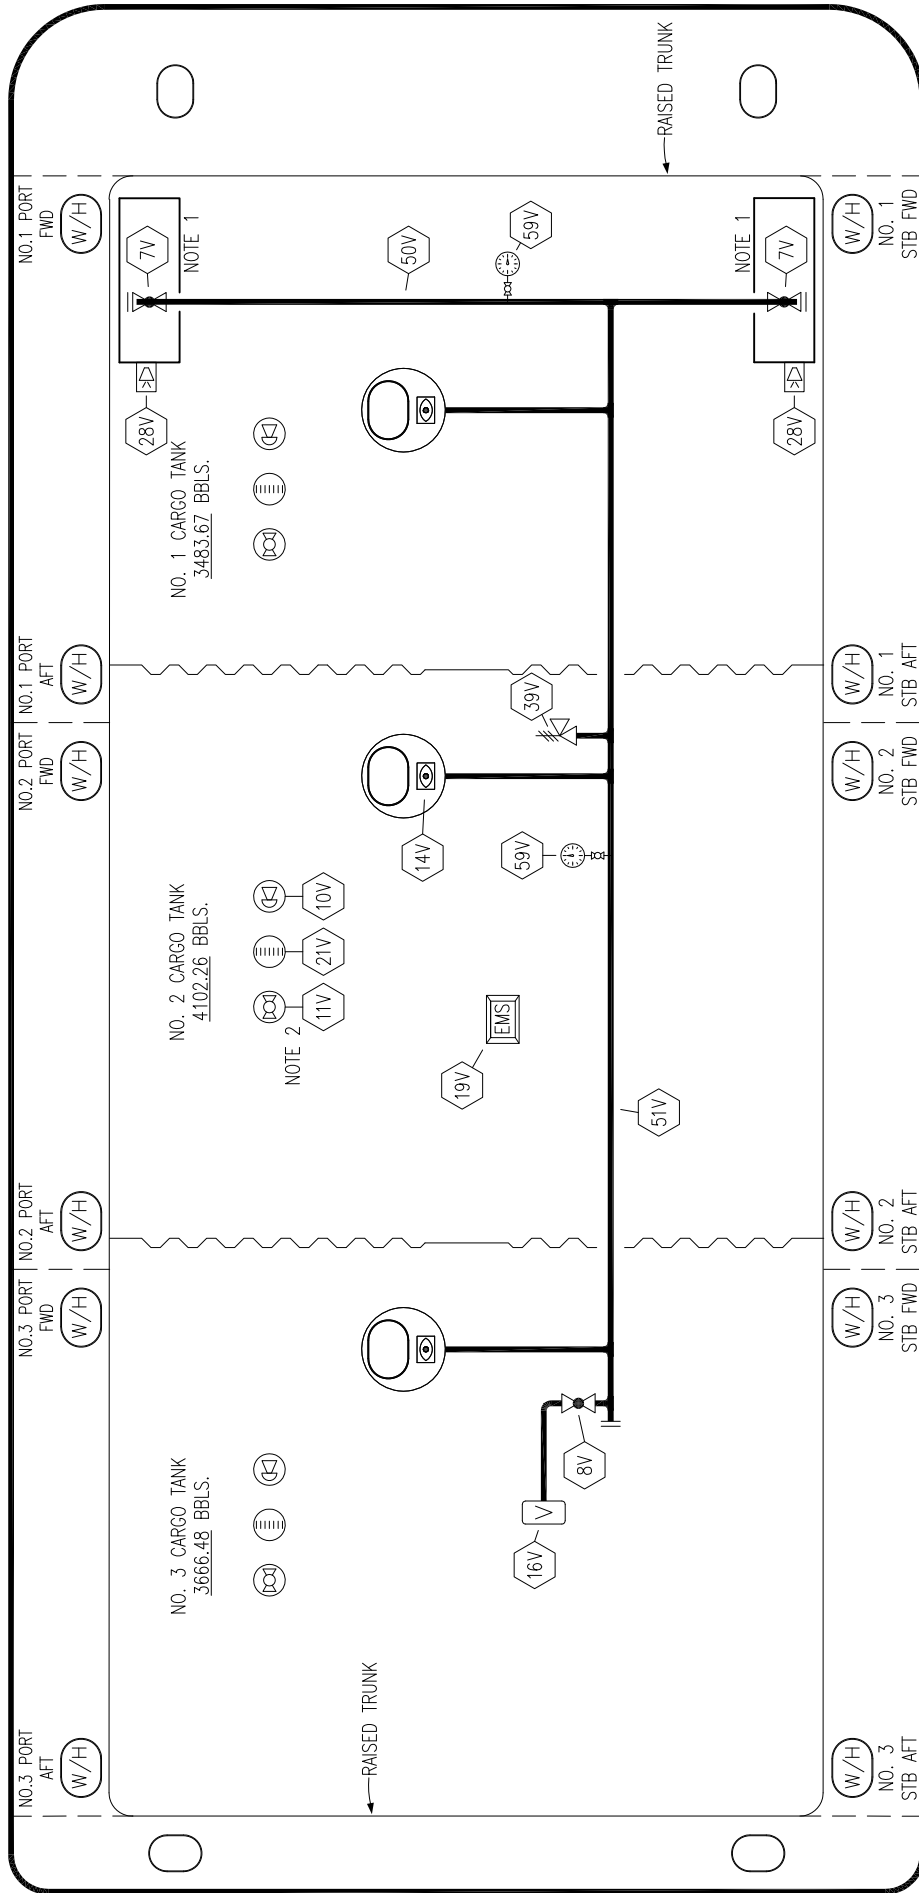 NO.3 PORT
AFT
W/H
NO.3 PORT
FWD
W/H
NO.2 PORT
AFT
W/H
NO.2 PORT
FWD
W/H
NO.1 PORT
AFT
W/H
NO.1 PORT
FWD
W/H
NO. 3 CARGO TANK
3666.48 BBLS.
NO. 2 CARGO TANK
4102.26 BBLS.
NO. 1 CARGO TANK
3483.67 BBLS.
28V
7V
NOTE 1
NOTE 2
11V
21V
10V
RAISED TRUNK
19V
EMS
14V
50V
59V
59V
39V
16V
V
8V
51V
RAISED TRUNK
NOTE 1
7V
28V
W/H
NO. 3
STB AFT
W/H
NO. 3
STB FWD
W/H
NO. 2
STB AFT
W/H
NO. 2
STB FWD
W/H
NO. 1
STB AFT
W/H
NO. 1
STB FWD